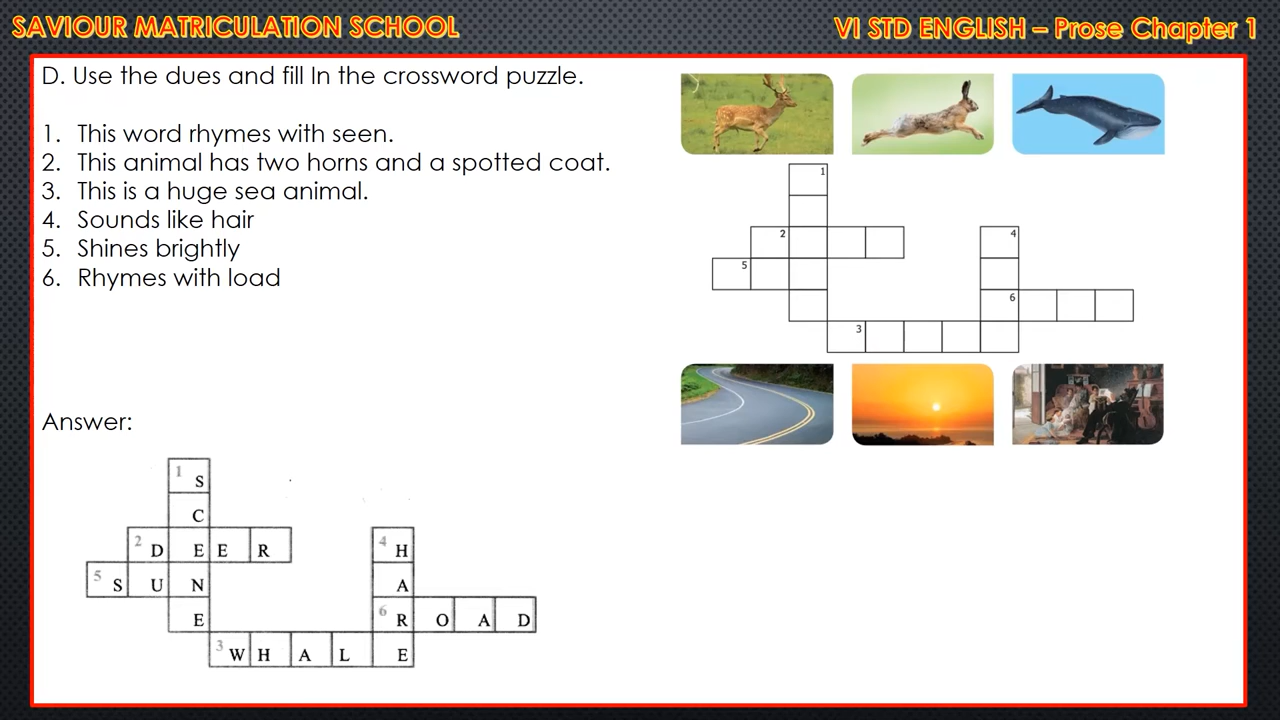 SAVIOUR MATRICULATION SCHOOL
VI STD ENGLISH – Prose Chapter 1
D. Use the dues and fill In the crossword puzzle.
1. This word rhymes with seen.
2. This animal has two horns and a spotted coat.
3. This is a huge sea animal.
4. Sounds like hair
5. Shines brightly
6. Rhymes with load
1
2 4
5
6
3
Answer:
1 S
C
2 D E E R 4 H
5 S U N A
E 6 R O A D
3 W H A L E